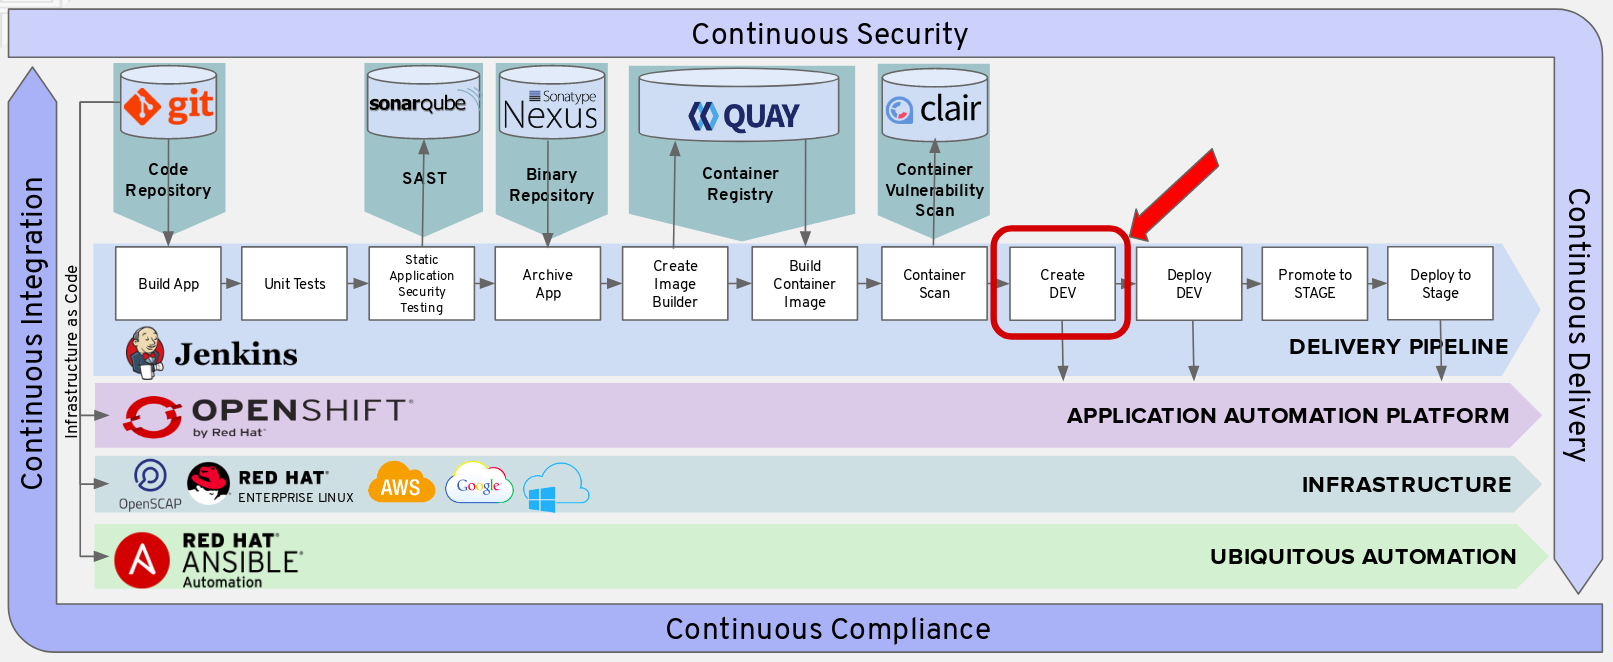 Continuous Security
Continuous Integration
Infrastructure as Code
git
Code
Repository
sonarqube
SAST
Sonatype
Nexus
Binary
Repository
QUAY
Container
Registry
clair
Container
Vulnerability
Scan
Build App
Unit Tests
Static
Application
Security
Testing
Archive
App
Create
Image
Builder
Build
Container
Image
Container
Scan
Create
DEV
Deploy
DEV
Promote to
STAGE
Deploy to
Stage
Jenkins
DELIVERY PIPELINE
OPENSHIFT®
by Red Hat®
APPLICATION AUTOMATION PLATFORM
OpenSCAP
RED HAT®
ENTERPRISE LINUX
AWS
Google
INFRASTRUCTURE
RED HAT®
ANSIBLE®
Automation
UBIQUITOUS AUTOMATION
Continuous Delivery
Continuous Compliance